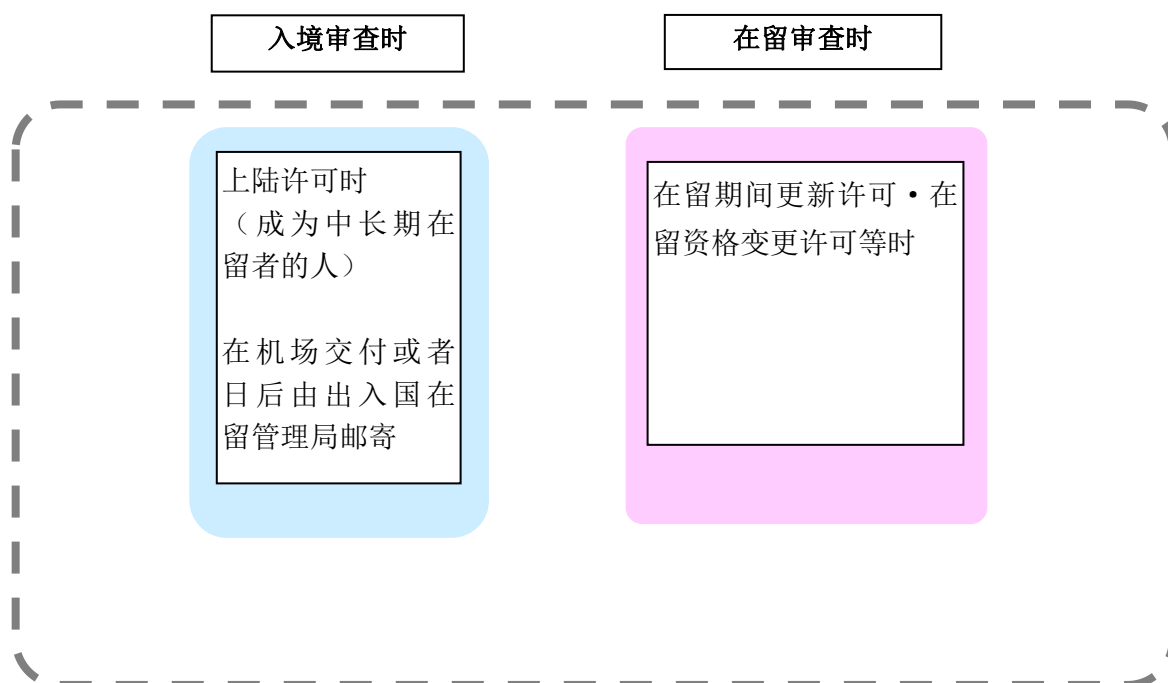 入境审查时
在留审查时
上陆许可时
（成为中长期在
留者的人）
在机场交付或者
日后由出入国在
留管理局邮寄
在留期间更新许可・在
留资格变更许可等时